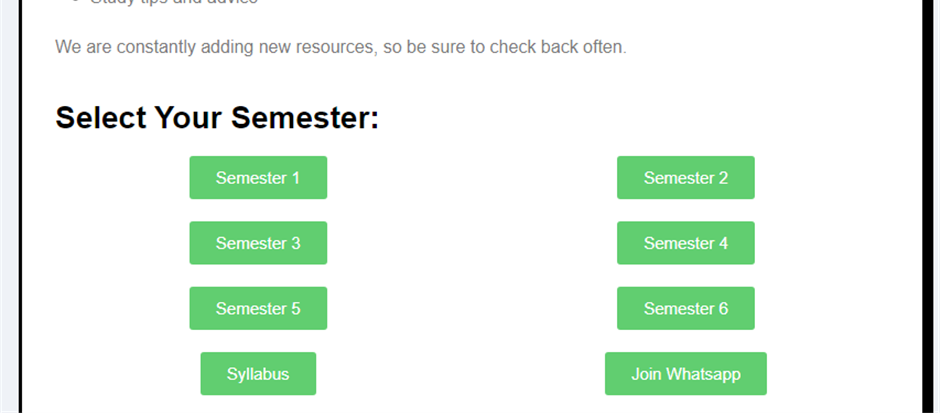 Study tips and advice
We are constantly adding new resources, so be sure to check back often.
Select Your Semester:
Semester 1
Semester 2
Semester 3
Semester 4
Semester 5
Semester 6
Syllabus
Join Whatsapp